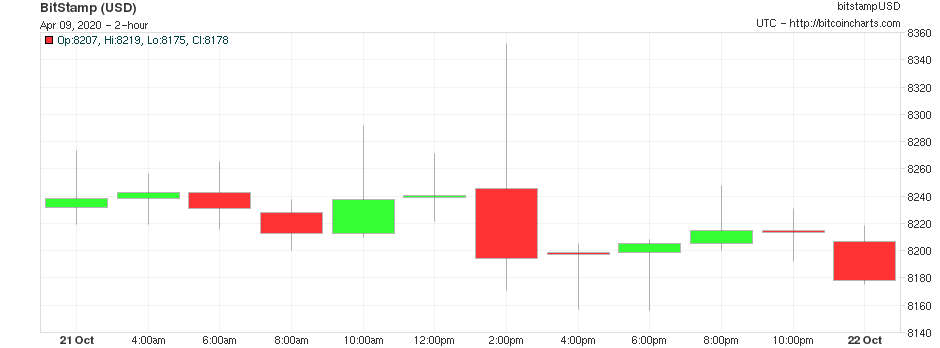 BitStamp (USD)
bitstampUSD
Apr 09, 2020 - 2-hour
UTC - http://bitcoincharts.com
Op:8207, Hi:8219, Lo:8175, Cl:8178
8360
8340
8320
8300
8280
8260
8240
8220
8200
8180
8160
8140
21 Oct 4:00am 6:00am 8:00am 10:00am 12:00pm 2:00pm 4:00pm 6:00pm 8:00pm 10:00pm 22 Oct